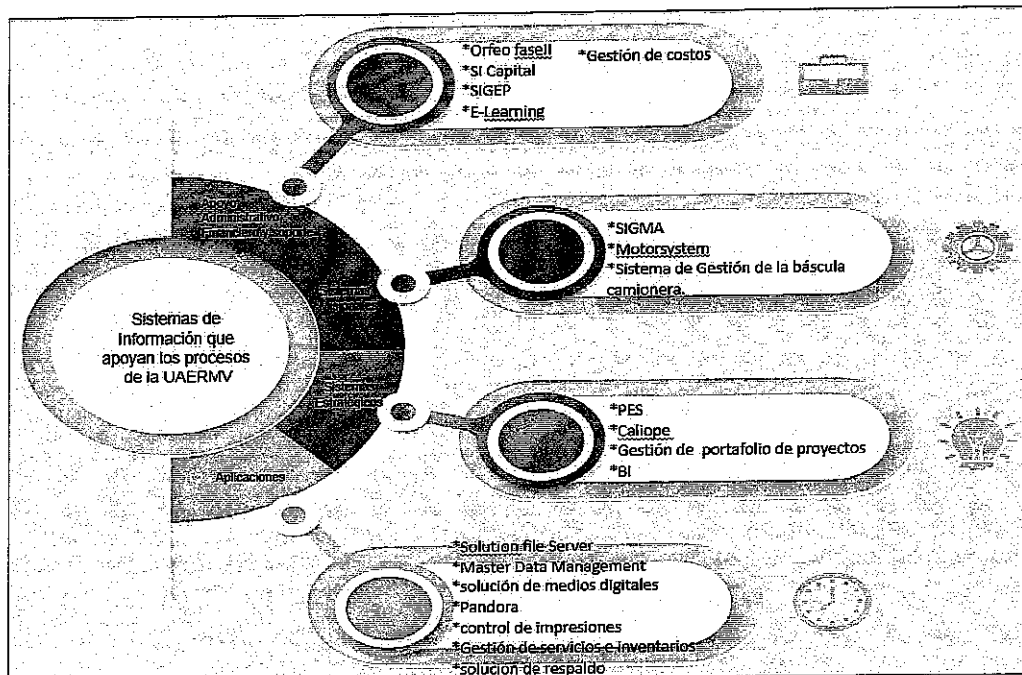 *Orfeo fasell *Gestión de costos
*SI Capital
*SIGEP
*E-Learning
Apoyo
Administrativo
Financiero y soporte
*SIGMA
*Motorsystem
*Sistema de Gestión de la báscula
camionera.
Sistemas de
Información que
apoyan los procesos
de la UAERMV
Sistemas
Estratégicos
*PES
*Caliope
*Gestión de portafolio de proyectos
*BI
Aplicaciones
*Solution file Server
*Master Data Management
*solución de medios digitales
*Pandora
*control de impresiones
*Gestión de servicios e inventarios
*solución de respaldo